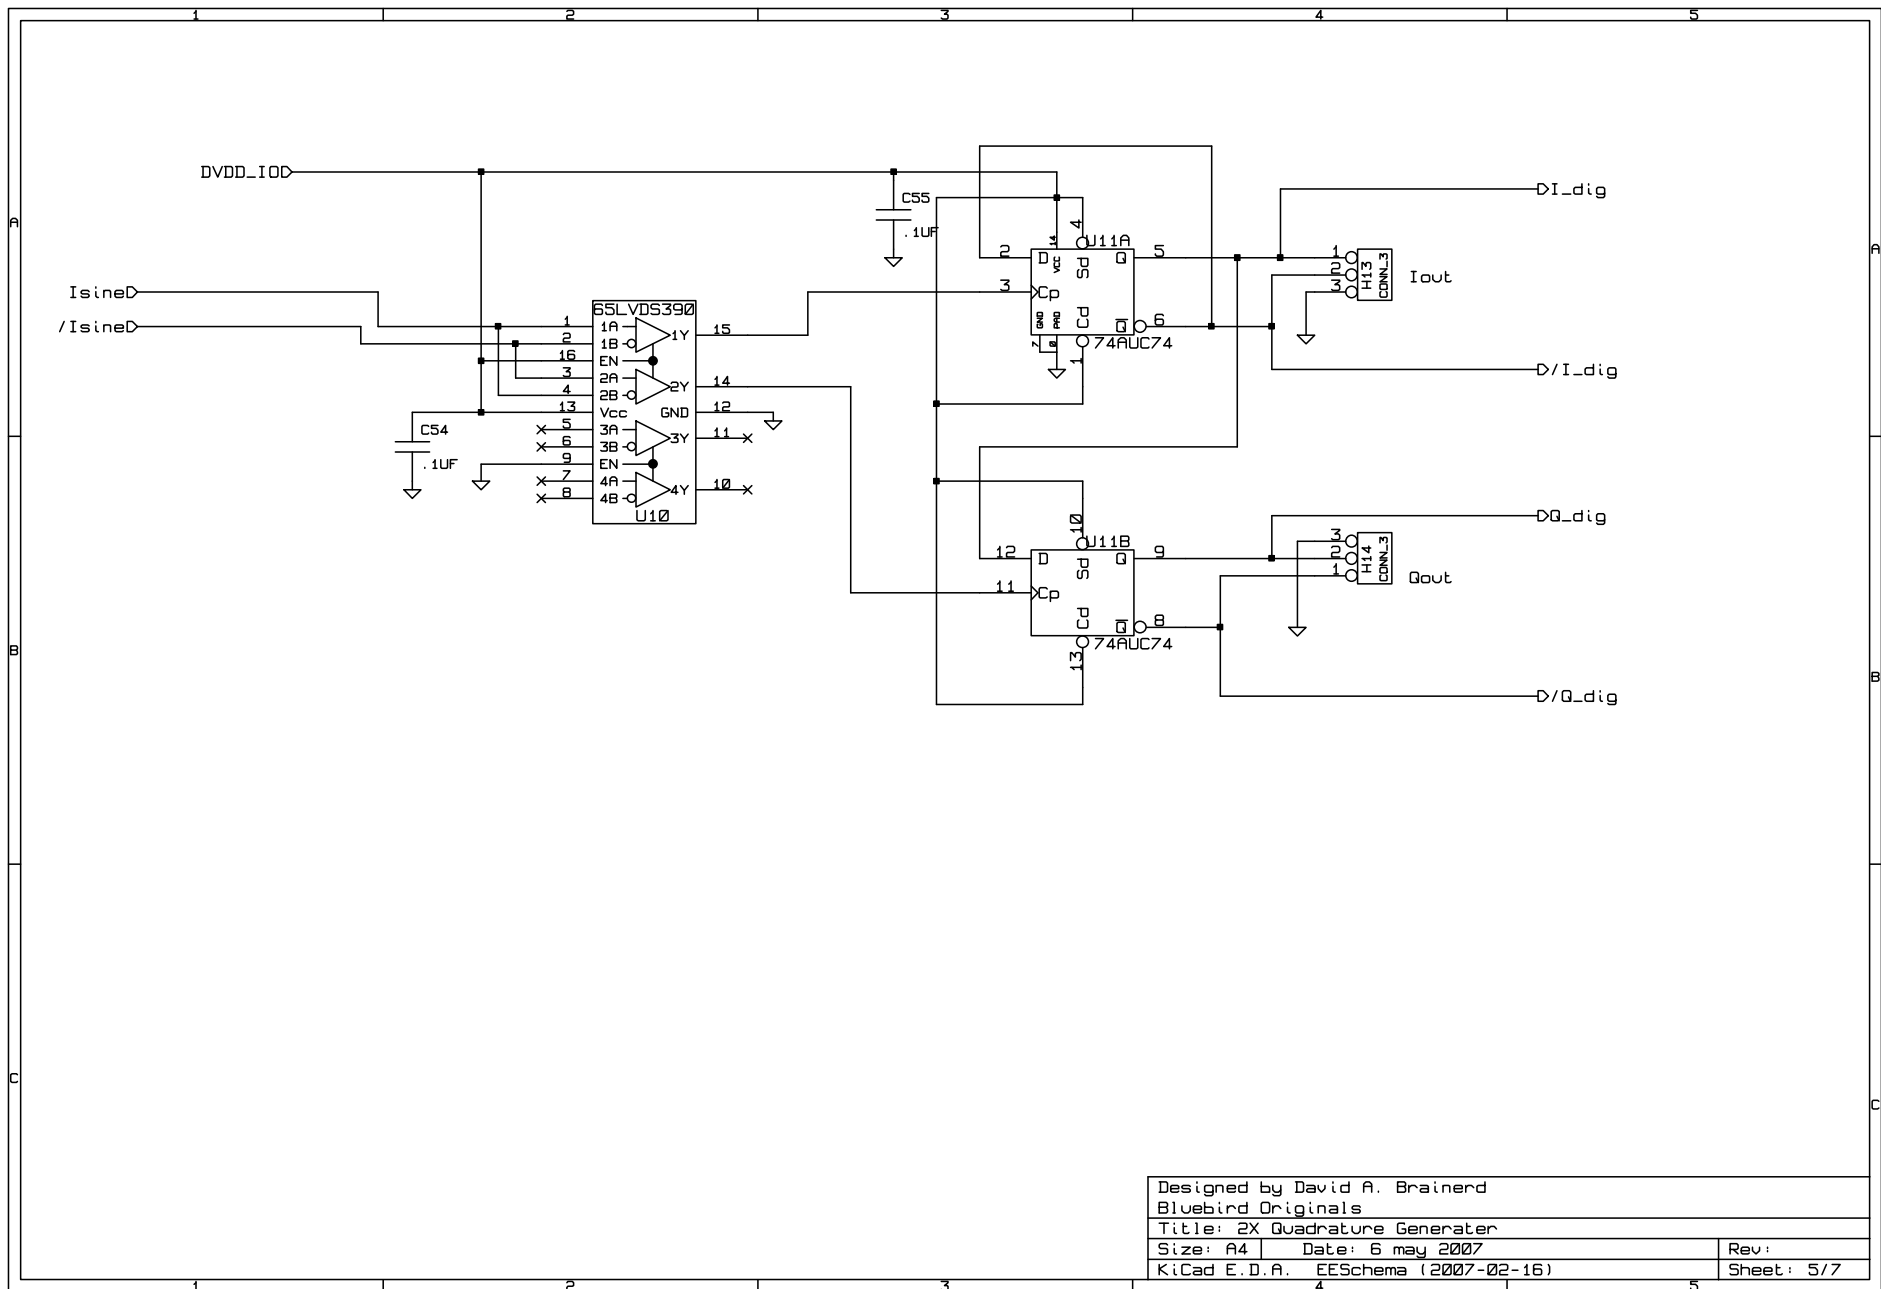 1 2 3 4 5
DVDD_IO
I_dig
C55
.1UF
A
A
4
14
U11A
2 D VCC Sd Q 5
1
2
3
H13
CONN_3
Iout
Isine
3 Cp
65LVDS390
/Isine
1 1A 1Y 15
GND PAD Cd Q 6
2 1B
7 0
74AUC74
16 EN
1
/I_dig
3 2A
2Y 14
4 2B
13 Vcc GND 12
C54
5 3A
3Y 11
6 3B
.1UF
9 EN
7 4A
4Y 10
8 4B
U10
Q_dig
10
U11B
3
2
1
H14
CONN_3
Qout
12 D Sd Q 9
11 Cp
Cd Q 8
74AUC74
13
B
B
/Q_dig
C
C
Designed by David A. Brainerd
Bluebird Originals
Title: 2X Quadrature Generater
Size: A4 Date: 6 may 2007 Rev:
KiCad E.D.A. EESchema (2007-02-16) Sheet: 5/7
1 2 3 4 5